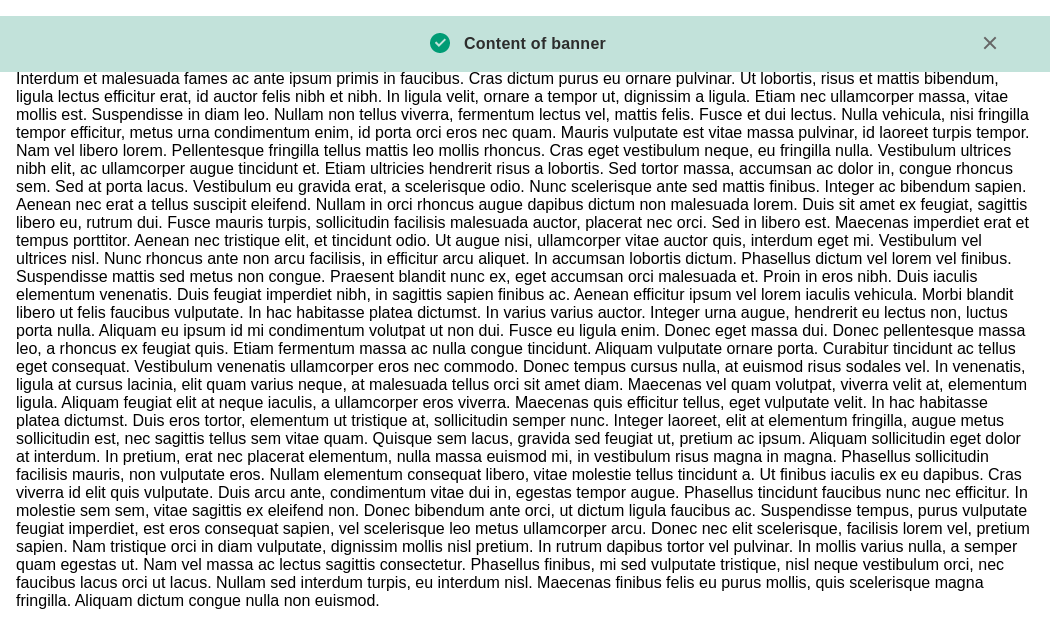 Content of banner
Interdum et malesuada fames ac ante ipsum primis in faucibus. Cras dictum purus eu ornare pulvinar. Ut lobortis, risus et mattis bibendum,
ligula lectus efficitur erat, id auctor felis nibh et nibh. In ligula velit, ornare a tempor ut, dignissim a ligula. Etiam nec ullamcorper massa, vitae
mollis est. Suspendisse in diam leo. Nullam non tellus viverra, fermentum lectus vel, mattis felis. Fusce et dui lectus. Nulla vehicula, nisi fringilla
tempor efficitur, metus urna condimentum enim, id porta orci eros nec quam. Mauris vulputate est vitae massa pulvinar, id laoreet turpis tempor.
Nam vel libero lorem. Pellentesque fringilla tellus mattis leo mollis rhoncus. Cras eget vestibulum neque, eu fringilla nulla. Vestibulum ultrices
nibh elit, ac ullamcorper augue tincidunt et. Etiam ultricies hendrerit risus a lobortis. Sed tortor massa, accumsan ac dolor in, congue rhoncus
sem. Sed at porta lacus. Vestibulum eu gravida erat, a scelerisque odio. Nunc scelerisque ante sed mattis finibus. Integer ac bibendum sapien.
Aenean nec erat a tellus suscipit eleifend. Nullam in orci rhoncus augue dapibus dictum non malesuada lorem. Duis sit amet ex feugiat, sagittis
libero eu, rutrum dui. Fusce mauris turpis, sollicitudin facilisis malesuada auctor, placerat nec orci. Sed in libero est. Maecenas imperdiet erat et
tempus porttitor. Aenean nec tristique elit, et tincidunt odio. Ut augue nisi, ullamcorper vitae auctor quis, interdum eget mi. Vestibulum vel
ultrices nisl. Nunc rhoncus ante non arcu facilisis, in efficitur arcu aliquet. In accumsan lobortis dictum. Phasellus dictum vel lorem vel finibus.
Suspendisse mattis sed metus non congue. Praesent blandit nunc ex, eget accumsan orci malesuada et. Proin in eros nibh. Duis iaculis
elementum venenatis. Duis feugiat imperdiet nibh, in sagittis sapien finibus ac. Aenean efficitur ipsum vel lorem iaculis vehicula. Morbi blandit
libero ut felis faucibus vulputate. In hac habitasse platea dictumst. In varius varius auctor. Integer urna augue, hendrerit eu lectus non, luctus
porta nulla. Aliquam eu ipsum id mi condimentum volutpat ut non dui. Fusce eu ligula enim. Donec eget massa dui. Donec pellentesque massa
leo, a rhoncus ex feugiat quis. Etiam fermentum massa ac nulla congue tincidunt. Aliquam vulputate ornare porta. Curabitur tincidunt ac tellus
eget consequat. Vestibulum venenatis ullamcorper eros nec commodo. Donec tempus cursus nulla, at euismod risus sodales vel. In venenatis,
ligula at cursus lacinia, elit quam varius neque, at malesuada tellus orci sit amet diam. Maecenas vel quam volutpat, viverra velit at, elementum
ligula. Aliquam feugiat elit at neque iaculis, a ullamcorper eros viverra. Maecenas quis efficitur tellus, eget vulputate velit. In hac habitasse
platea dictumst. Duis eros tortor, elementum ut tristique at, sollicitudin semper nunc. Integer laoreet, elit at elementum fringilla, augue metus
sollicitudin est, nec sagittis tellus sem vitae quam. Quisque sem lacus, gravida sed feugiat ut, pretium ac ipsum. Aliquam sollicitudin eget dolor
at interdum. In pretium, erat nec placerat elementum, nulla massa euismod mi, in vestibulum risus magna in magna. Phasellus sollicitudin
facilisis mauris, non vulputate eros. Nullam elementum consequat libero, vitae molestie tellus tincidunt a. Ut finibus iaculis ex eu dapibus. Cras
viverra id elit quis vulputate. Duis arcu ante, condimentum vitae dui in, egestas tempor augue. Phasellus tincidunt faucibus nunc nec efficitur. In
molestie sem sem, vitae sagittis ex eleifend non. Donec bibendum ante orci, ut dictum ligula faucibus ac. Suspendisse tempus, purus vulputate
feugiat imperdiet, est eros consequat sapien, vel scelerisque leo metus ullamcorper arcu. Donec nec elit scelerisque, facilisis lorem vel, pretium
sapien. Nam tristique orci in diam vulputate, dignissim mollis nisl pretium. In rutrum dapibus tortor vel pulvinar. In mollis varius nulla, a semper
quam egestas ut. Nam vel massa ac lectus sagittis consectetur. Phasellus finibus, mi sed vulputate tristique, nisl neque vestibulum orci, nec
faucibus lacus orci ut lacus. Nullam sed interdum turpis, eu interdum nisl. Maecenas finibus felis eu purus mollis, quis scelerisque magna
fringilla. Aliquam dictum congue nulla non euismod.